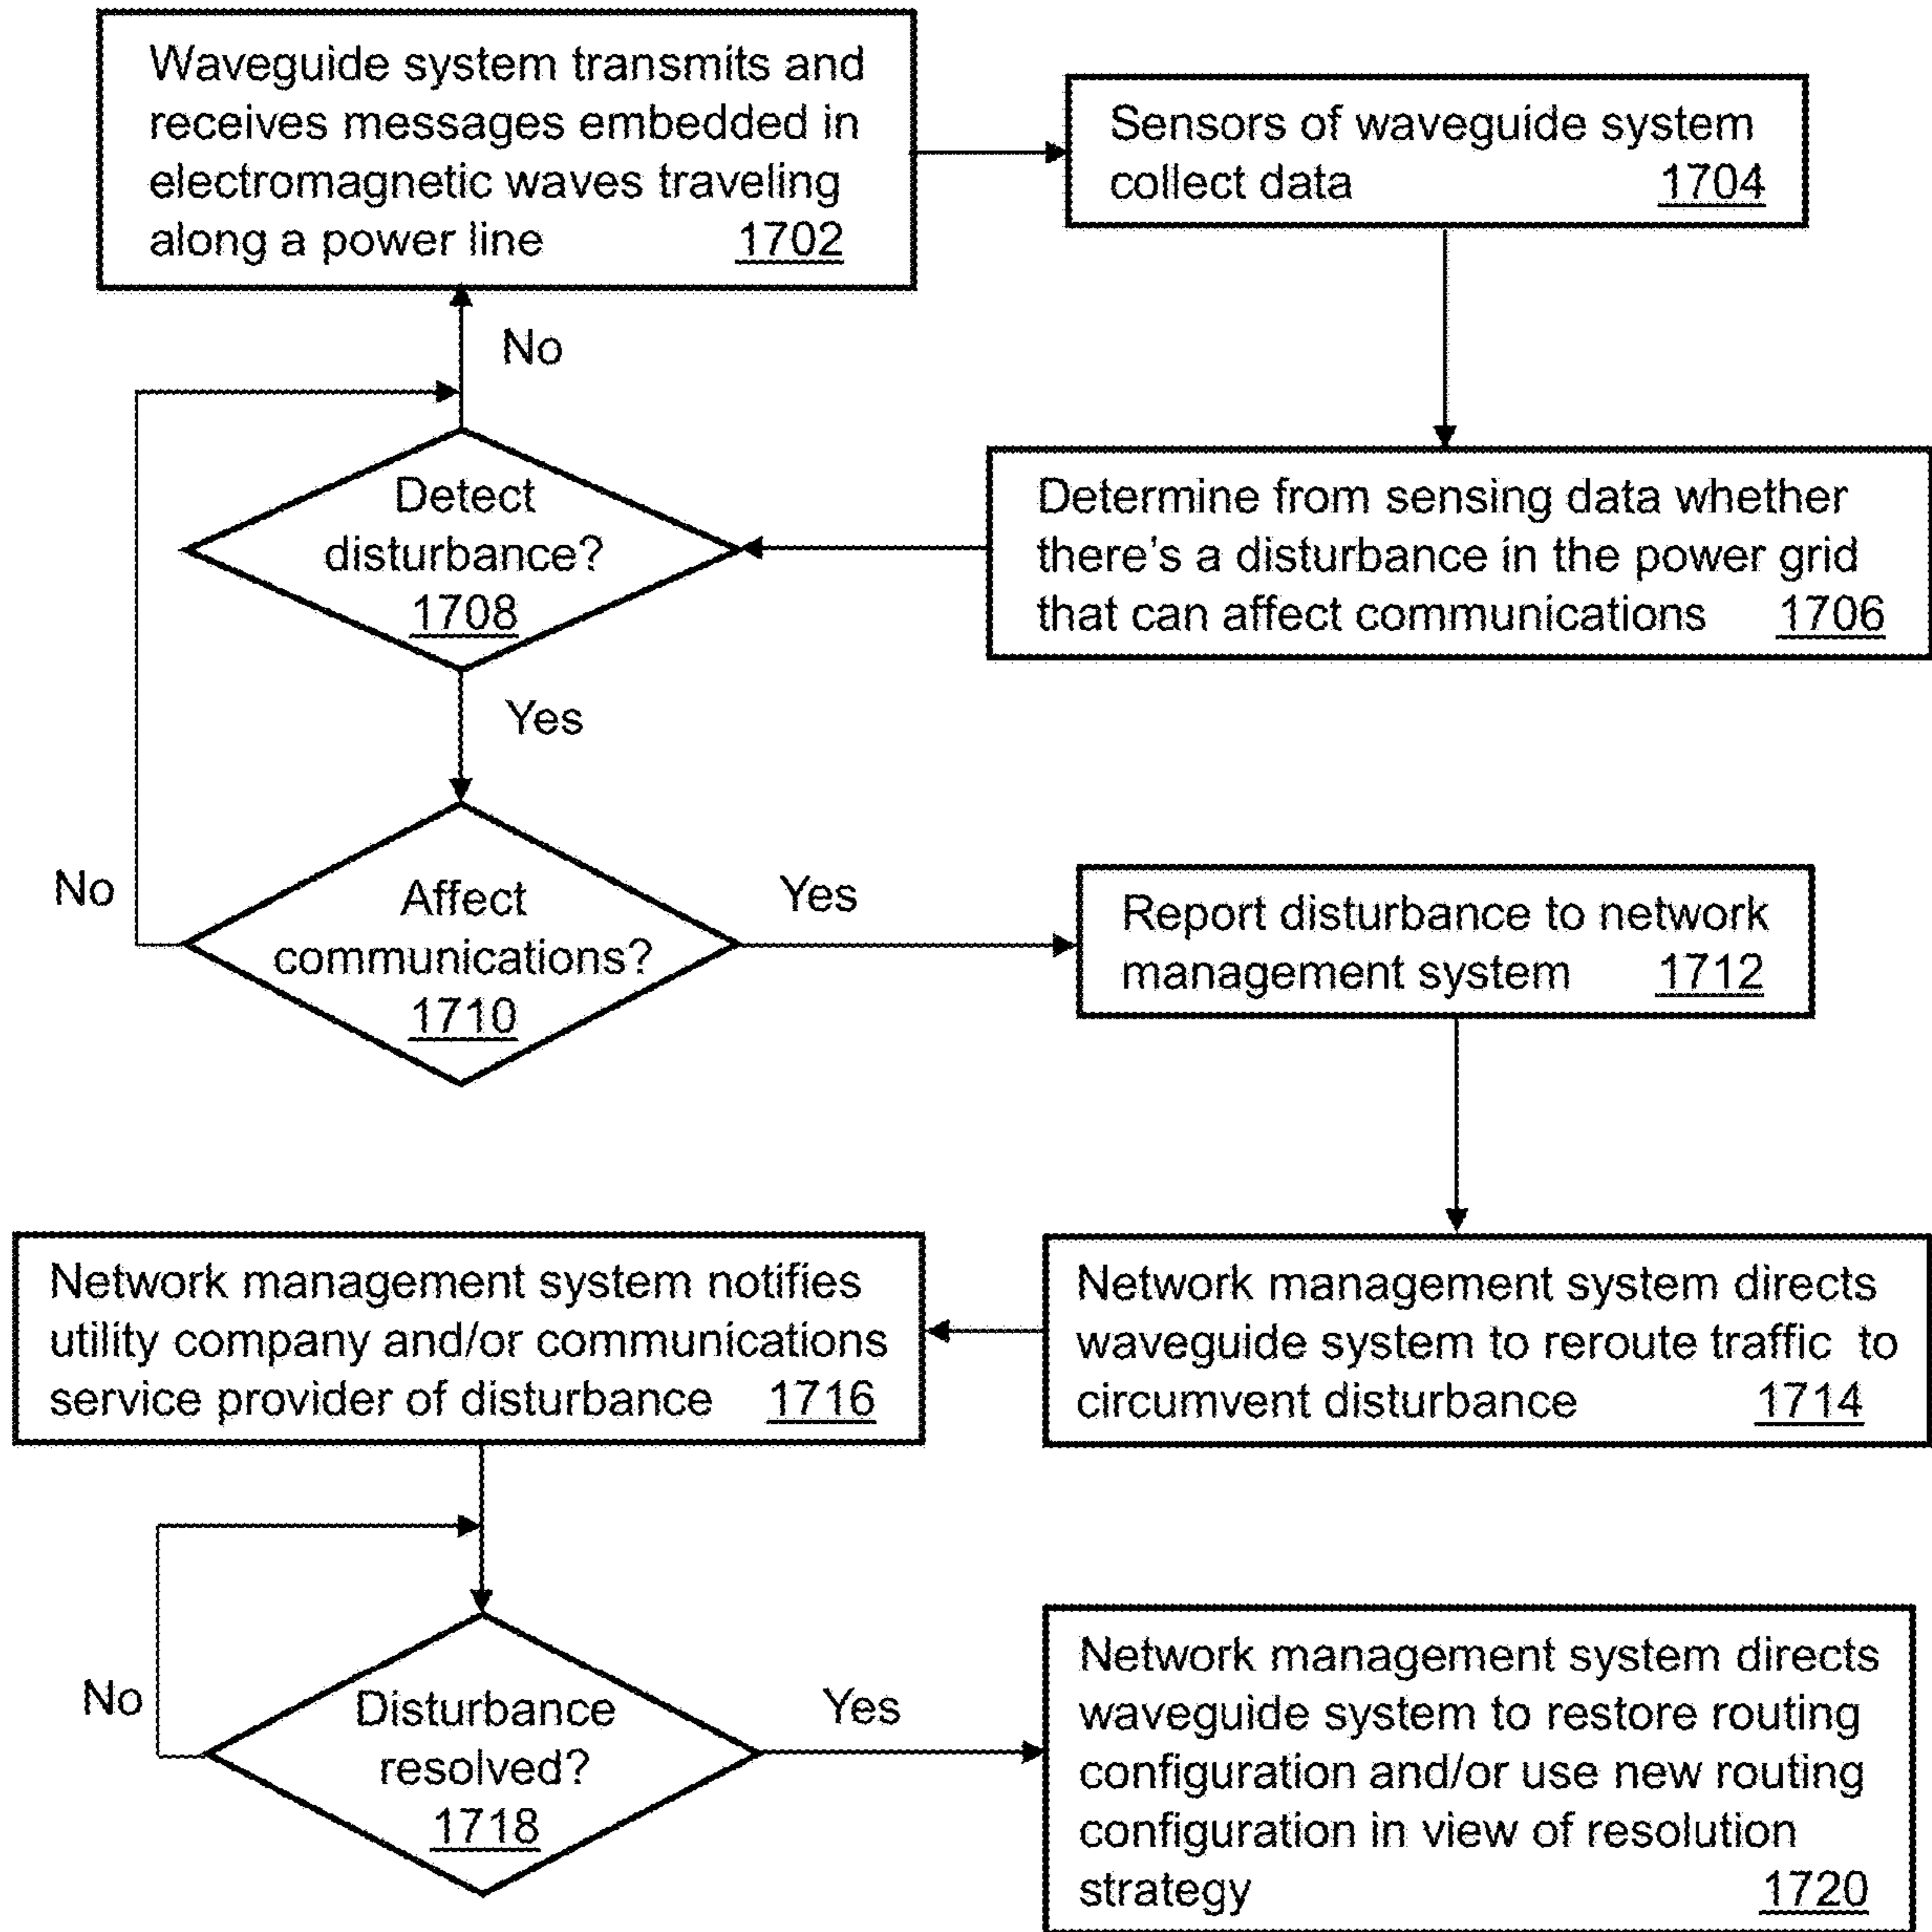 Waveguide system transmits and
receives messages embedded in
electromagnetic waves traveling
along a power line 1702
Sensors of waveguide system
collect data 1704
No
Detect
disturbance?
1708
Determine from sensing data whether
there's a disturbance in the power grid
that can affect communications 1706
Yes
No
Affect
communications?
1710
Yes
Report disturbance to network
management system 1712
Network management system notifies
utility company and/or communications
service provider of disturbance 1716
Network management system directs
waveguide system to reroute traffic to
circumvent disturbance 1714
No
Disturbance
resolved?
1718
Yes
Network management system directs
waveguide system to restore routing
configuration and/or use new routing
configuration in view of resolution
strategy 1720